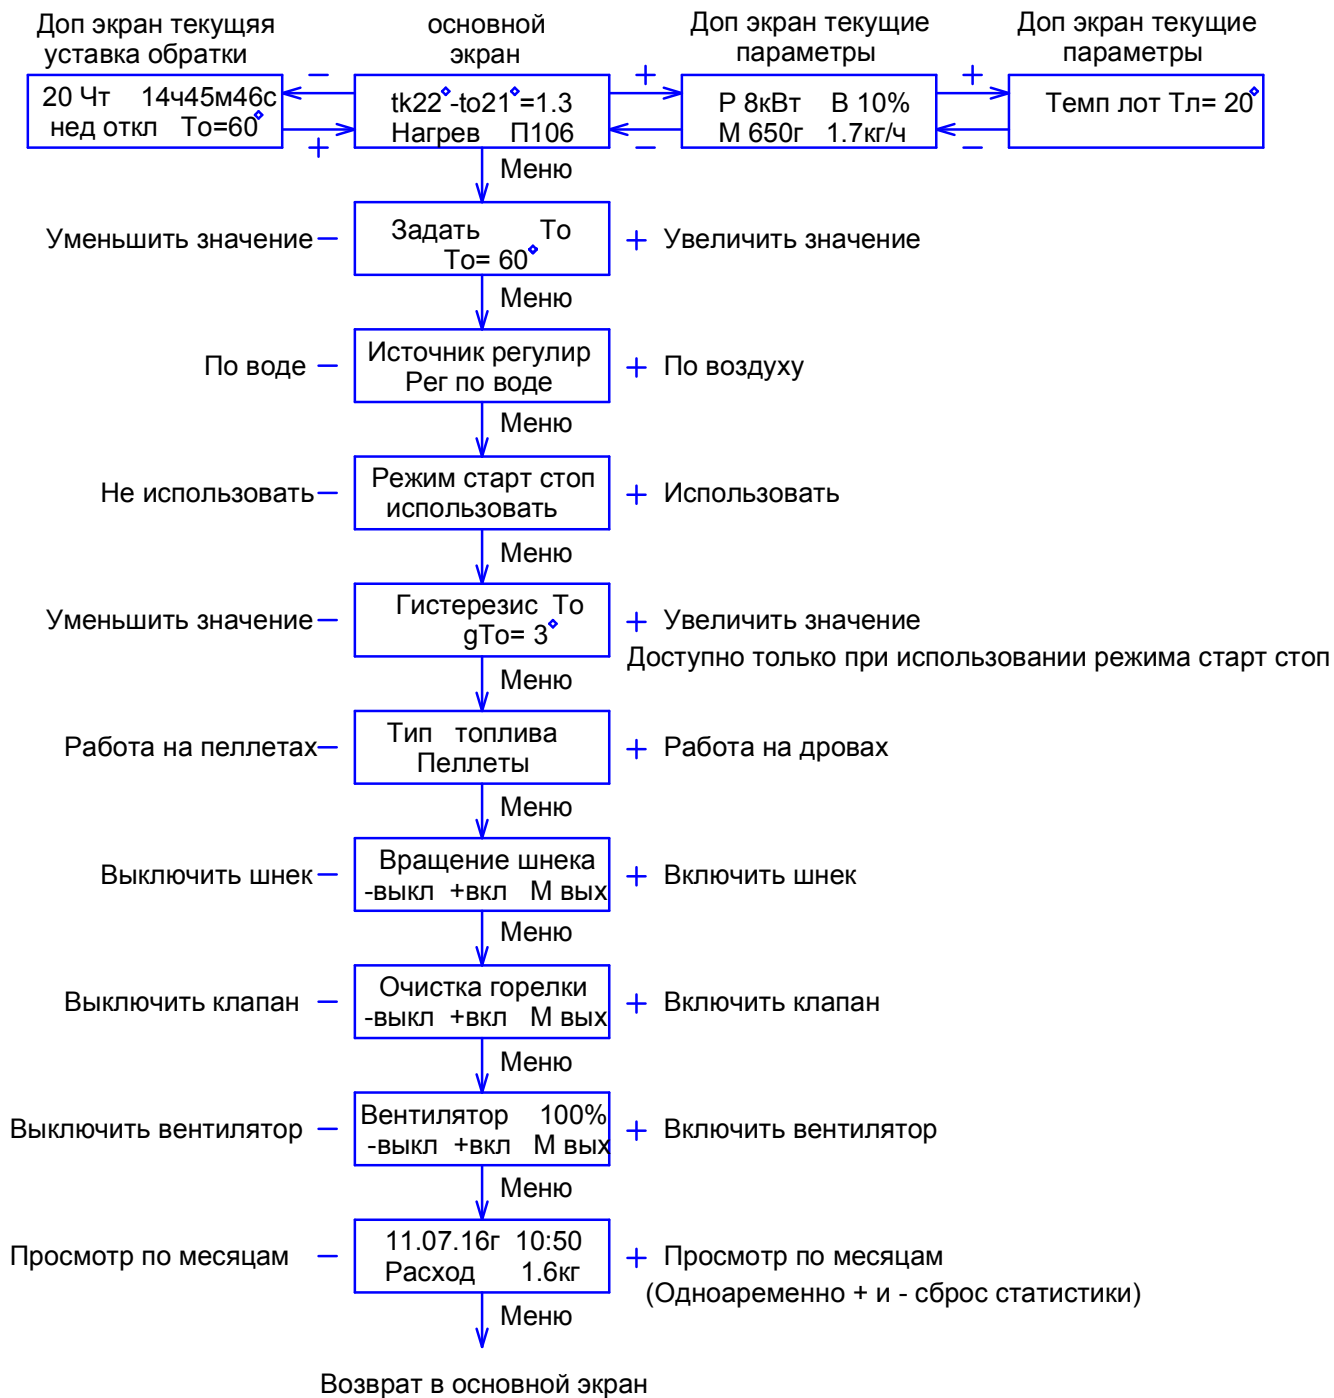 Доп экран текущяя
уставка обратки
основной
экран
Доп экран текущие
параметры
Доп экран текущие
параметры
− + +
20 Чт 14ч45м46с
нед откл То=60°
tk22°-to21°=1.3
Нагрев П106
Р 8кВт В 10%
М 650г 1.7кг/ч
Темп лот Тл= 20°
+ − −
Меню
Уменьшить значение −
Задать То
То= 60°
+ Увеличить значение
Меню
По воде −
Источник регулир
Рег по воде
+ По воздуху
Меню
Не использовать −
Режим старт стоп
использовать
+ Использовать
Меню
Уменьшить значение −
Гистерезис То
gТо= 3°
+ Увеличить значение
Доступно только при использовании режима старт стоп
Меню
Работа на пеллетах −
Тип топлива
Пеллеты
+ Работа на дровах
Меню
Выключить шнек −
Вращение шнека
-выкл +вкл М вых
+ Включить шнек
Меню
Выключить клапан −
Очистка горелки
-выкл +вкл М вых
+ Включить клапан
Меню
Выключить вентилятор −
Вентилятор 100%
-выкл +вкл М вых
+ Включить вентилятор
Меню
Просмотр по месяцам −
11.07.16г 10:50
Расход 1.6кг
+ Просмотр по месяцам
(Одноаременно + и - сброс статистики)
Меню
Возврат в основной экран